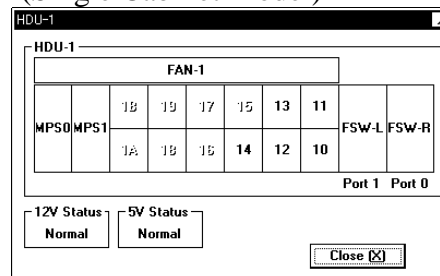 HDU-1
HDU-1
FAN-1
1B 19 17 15 13 11
MPS0 MPS1 FSW-L FSW-R
1A 18 16 14 12 10
Port 1 Port 0
12V Status 5V Status
Normal Normal
Close (X)